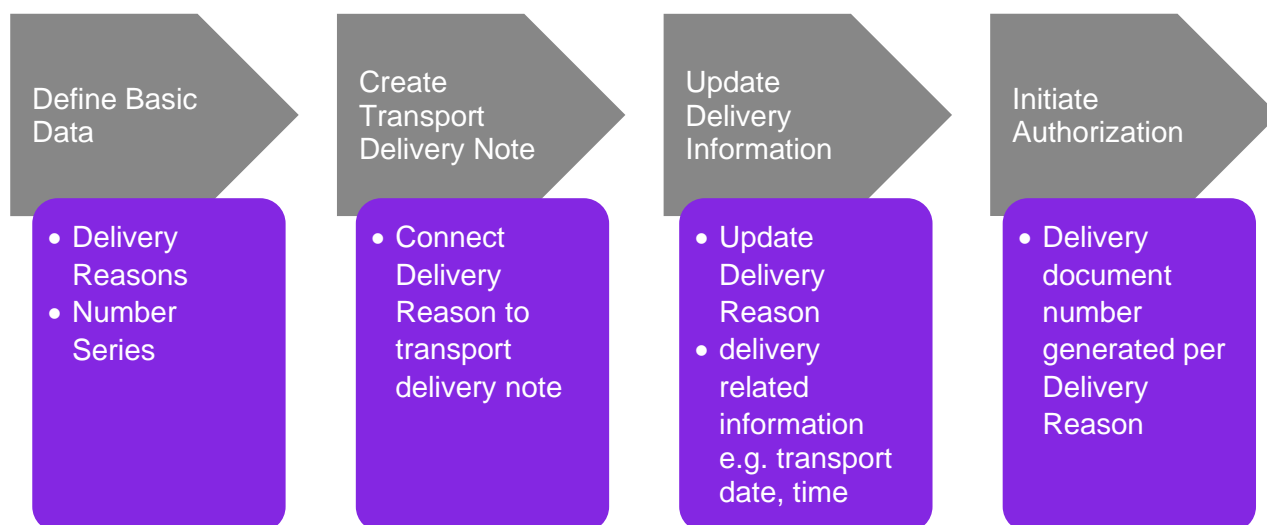 Define Basic
Data
• Delivery
Reasons
• Number
Series
Create
Transport
Delivery Note
• Connect
Delivery
Reason to
transport
delivery note
Update
Delivery
Information
• Update
Delivery
Reason
• delivery
related
information
e.g. transport
date, time
Initiate
Authorization
• Delivery
document
number
generated per
Delivery
Reason